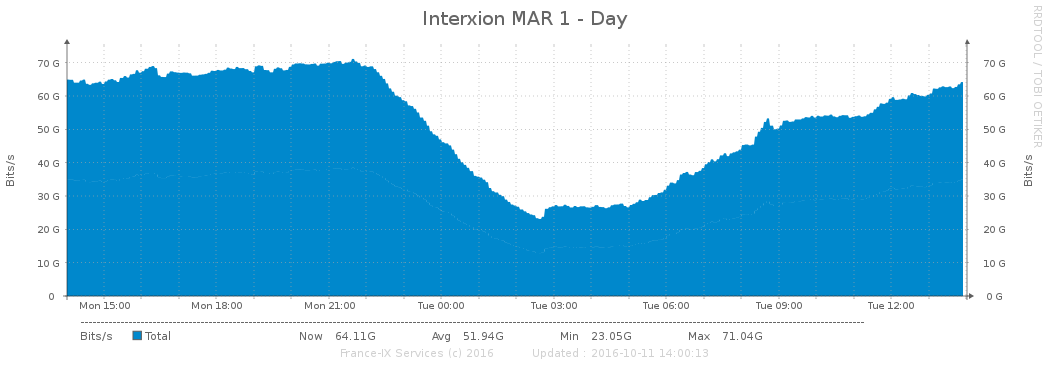 Interxion MAR 1 - Day
RRDTOOL / TOBI OETIKER
Bits/s
Bits/s
70 G 70 G
60 G 60 G
50 G 50 G
40 G 40 G
30 G 30 G
20 G 20 G
10 G 10 G
0 0 G
Mon 15:00 Mon 18:00 Mon 21:00 Tue 00:00 Tue 03:00 Tue 06:00 Tue 09:00 Tue 12:00
Bits/s Total Now 64.11G Avg 51.94G Min 23.05G Max 71.04G
France-IX Services (c) 2016 Updated : 2016-10-11 14:00:13